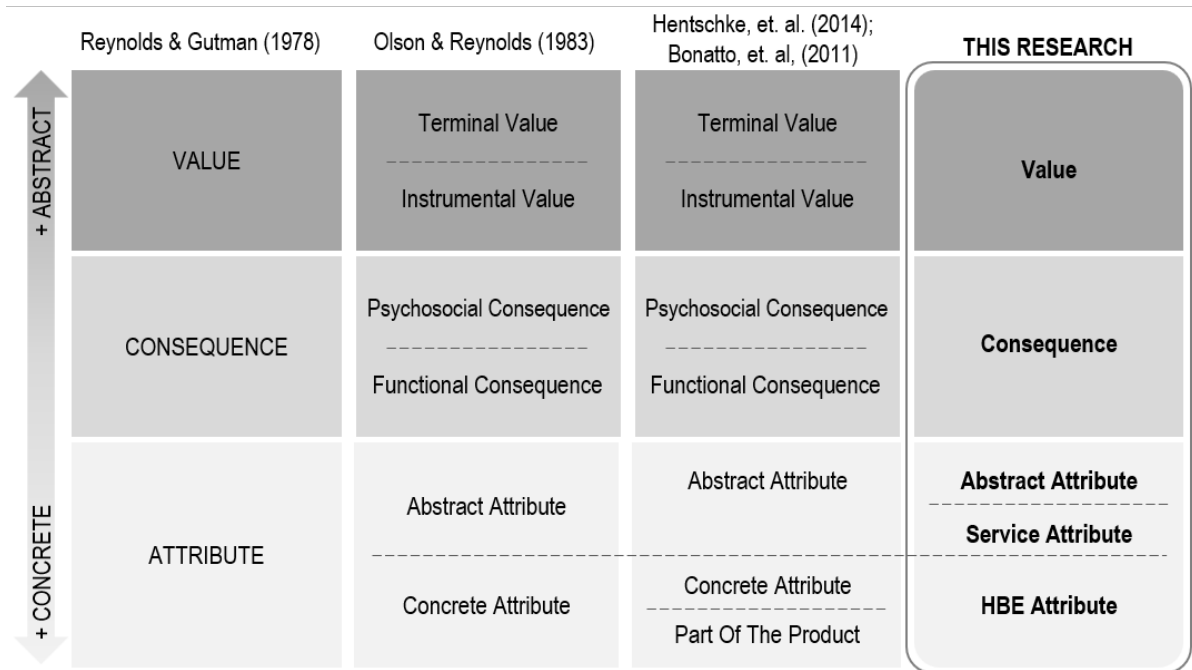 Reynolds & Gutman (1978)
Olson & Reynolds (1983)
Hentschke, et. al. (2014);
Bonatto, et. al, (2011)
THIS RESEARCH
+ ABSTRACT
+ CONCRETE
VALUE
Terminal Value
Instrumental Value
Terminal Value
Instrumental Value
Value
CONSEQUENCE
Psychosocial Consequence
Functional Consequence
Psychosocial Consequence
Functional Consequence
Consequence
ATTRIBUTE
Abstract Attribute
Concrete Attribute
Abstract Attribute
Concrete Attribute
Part Of The Product
Abstract Attribute
Service Attribute
HBE Attribute